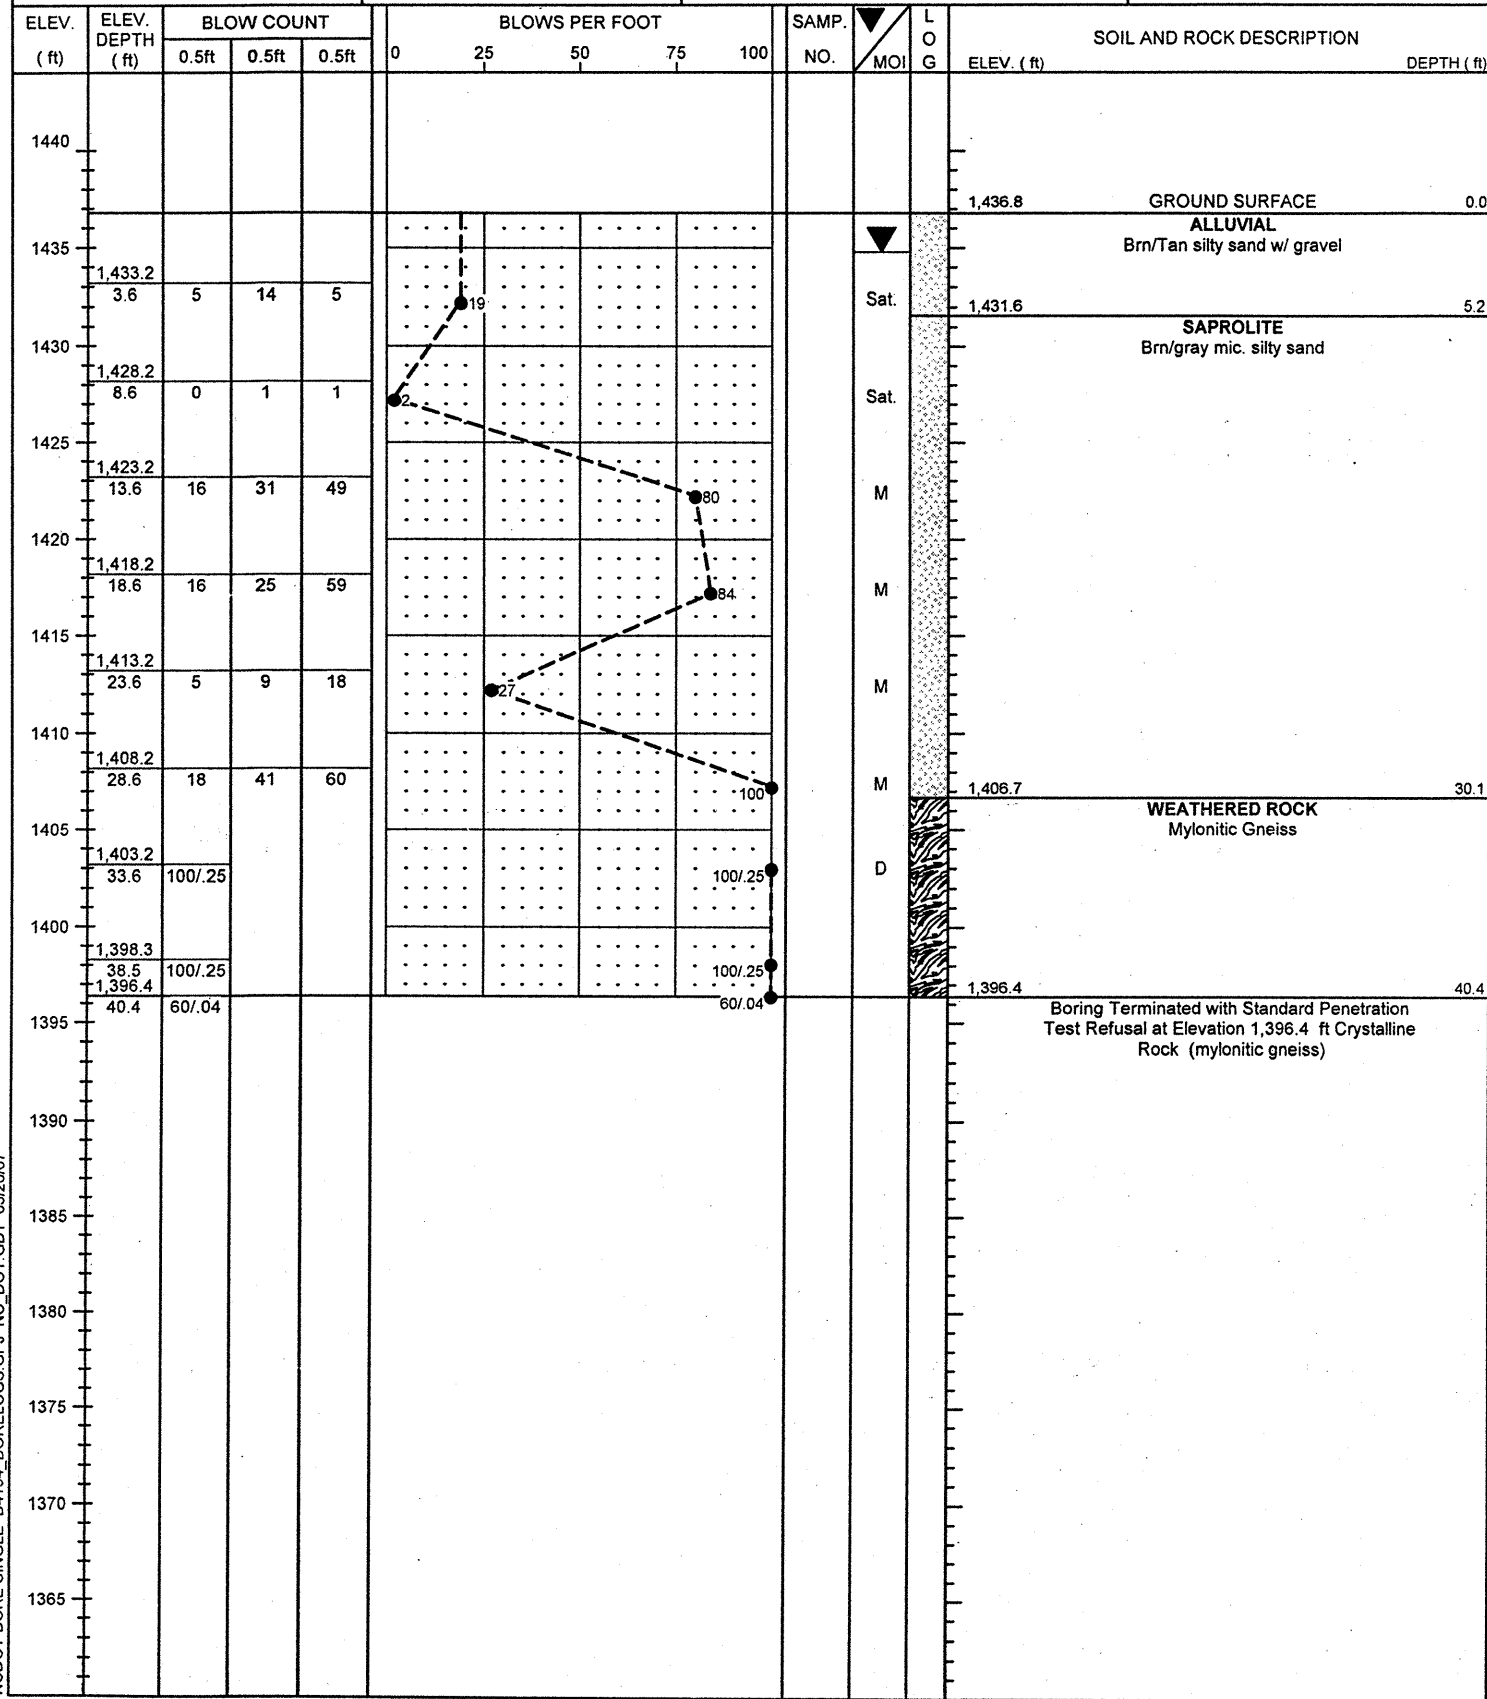 ELEV. ELEV. BLOW COUNT BLOWS PER FOOT SAMP. L
DEPTH O SOIL AND ROCK DESCRIPTION
( ft) ( ft) 0.5ft 0.5ft 0.5ft 0 25 50 75 100 NO. MOI G ELEV. ( ft) DEPTH ( ft)
1440
1,436.8 GROUND SURFACE 0.0
ALLUVIAL
1435 Brn/Tan silty sand w/ gravel
1,433.2
3.6 5 14 5 19 Sat. 1,431.6 5.2
SAPROLITE
1430 Brn/gray mic. silty sand
1,428.2
8.6 0 1 1 2 Sat.
1425
1,423.2
13.6 16 31 49 80 M
1420
1,418.2
18.6 16 25 59 84 M
1415
1,413.2
23.6 5 9 18 27 M
1410
1,408.2
28.6 18 41 60 100 M 1,406.7 30.1
WEATHERED ROCK
1405 Mylonitic Gneiss
1,403.2
33.6 100/.25 100/.25 D
1400
1,398.3
38.5 100/.25 100/.25
1,396.4 1,396.4 40.4
40.4 60/.04 60/.04 Boring Terminated with Standard Penetration
1395 Test Refusal at Elevation 1,396.4 ft Crystalline
Rock (mylonitic gneiss)
1390
1385
1380
1375
1370
1365